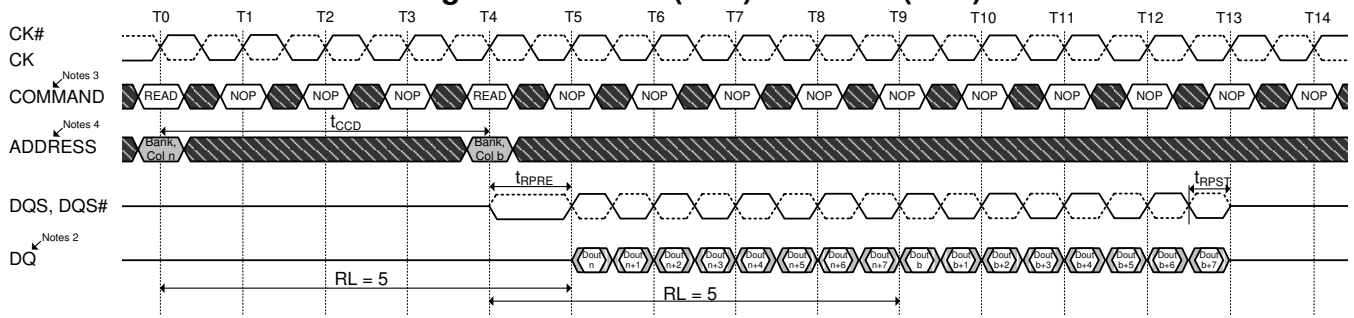 T0 T1 T2 T3 T4 T5 T6 T7 T8 T9 T10 T11 T12 T13 T14
CK#
CK
Notes 3
COMMAND READ NOP NOP NOP READ NOP NOP NOP NOP NOP NOP NOP NOP NOP NOP
Notes 4
tCCD
ADDRESS Bank, Col n Bank, Col b
tRPRE tRPST
DQS, DQS#
Notes 2
DQ Dout n Dout n+1 Dout n+2 Dout n+3 Dout n+4 Dout n+5 Dout n+6 Dout n+7 Dout b Dout b+1 Dout b+2 Dout b+3 Dout b+4 Dout b+5 Dout b+6 Dout b+7
RL = 5
RL = 5